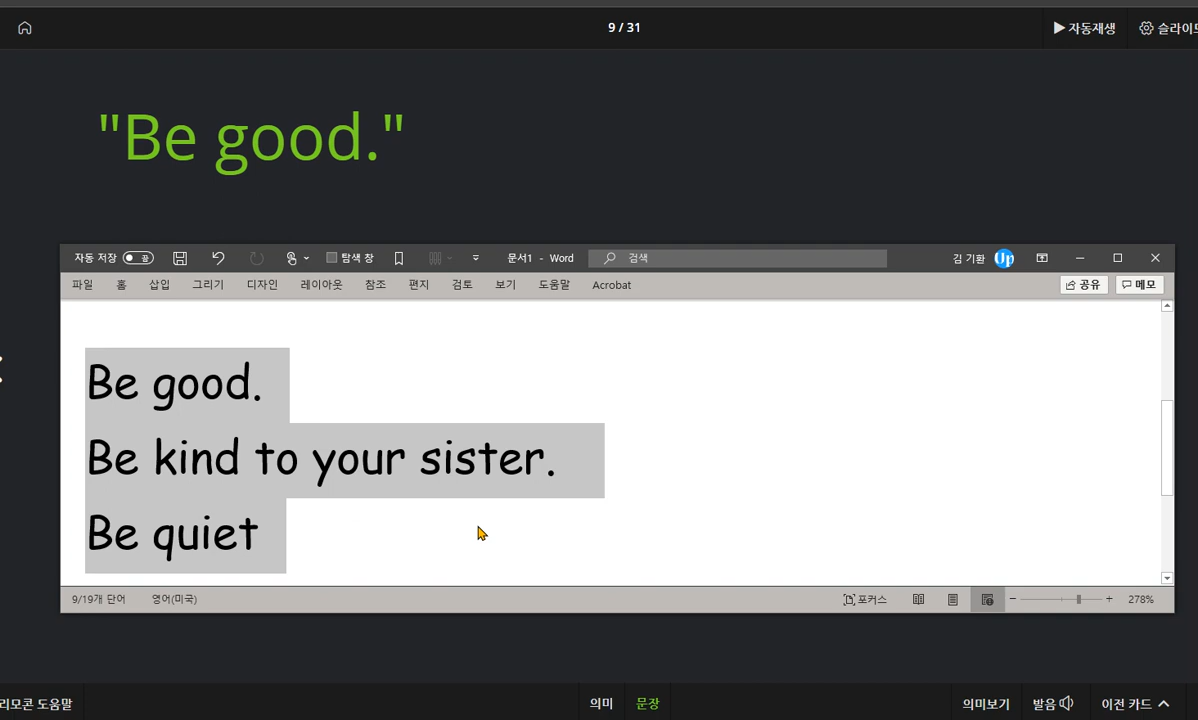 9 / 31
▶자동재생
슬라이드
"Be good."
자동 저장 끔
탐색 창
문서1 - Word
검색
김 기환
Up
파일 홈 삽입 그리기 디자인 레이아웃 참조 편지 검토 보기 도움말 Acrobat
공유
메모
Be good.
Be kind to your sister.
Be quiet
9/19개 단어 영어(미국)
포커스
278%
리모콘 도움말
의미 문장
의미보기 발음 이전 카드